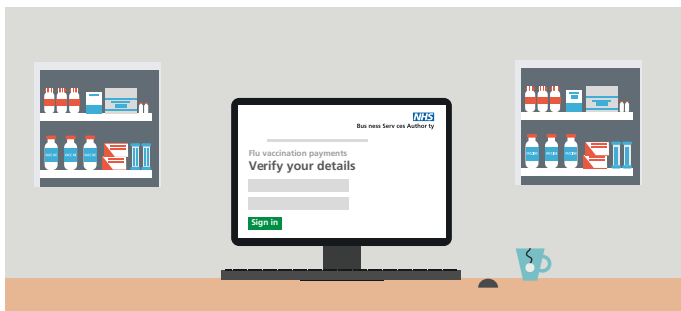 NHS
Bus ness Serv ces Author ty
Flu vaccination payments
Verify your details
Sign in